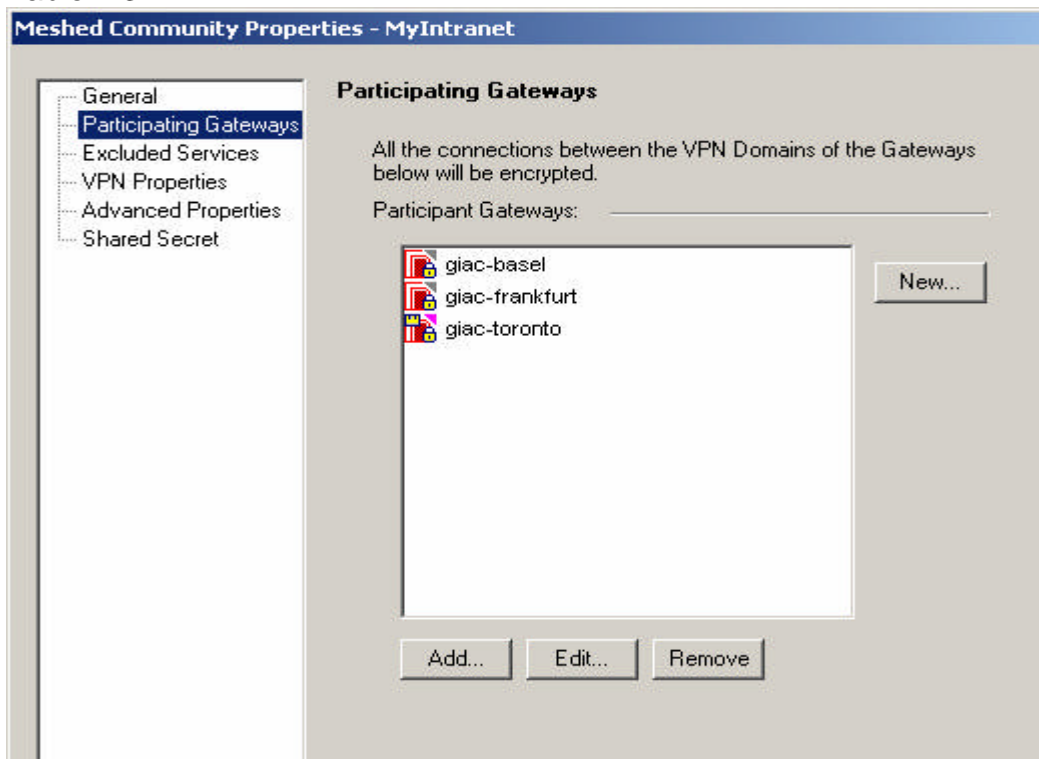 Meshed Community Properties - MyIntranet
General
Participating Gateways
Excluded Services
VPN Properties
Advanced Properties
Shared Secret
Participating Gateways
All the connections between the VPN Domains of the Gateways
below will be encrypted.
Participant Gateways:
giac-basel
giac-frankfurt
giac-toronto
New...
Add...
Edit...
Remove